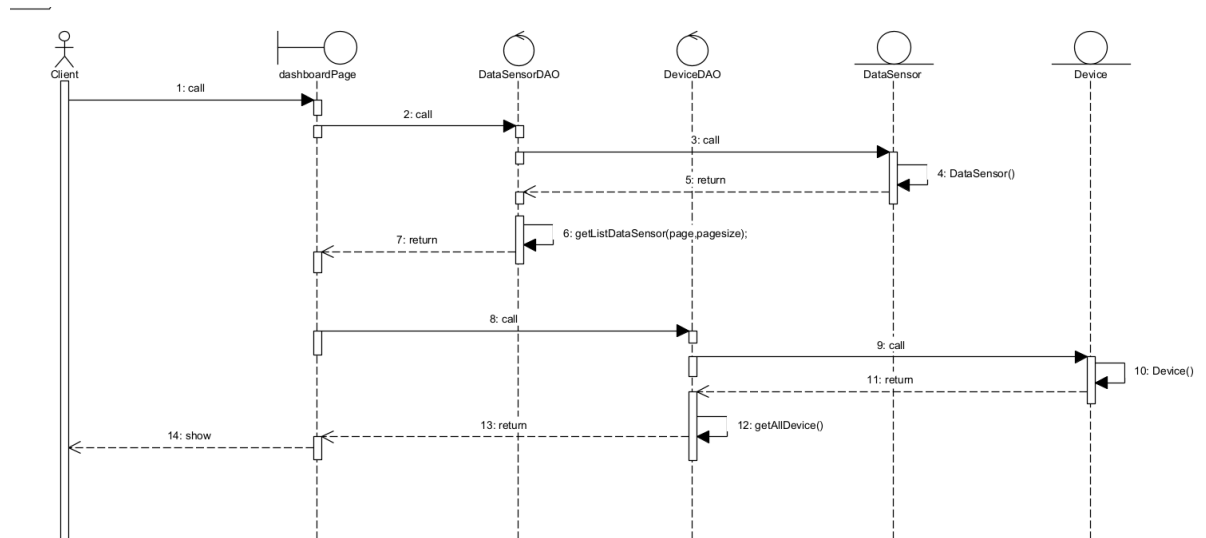 Client
dashboardPage
DataSensorDAO
DeviceDAO
DataSensor
Device
1: call
2: call
3: call
4: DataSensor()
5: return
6: getListDataSensor(page,pagesize);
7: return
8: call
9: call
10: Device()
11: return
12: getAllDevice()
13: return
14: show